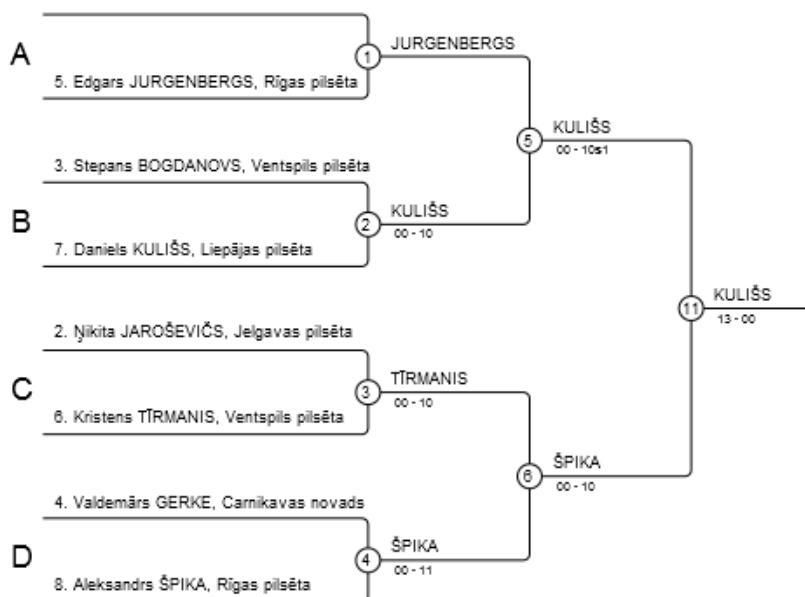 A
1
JURGENBERGS
5. Edgars JURGENBERGS, Rīgas pilsēta
5
KULIŠS
00 - 10s1
3. Stepans BOGDANOVS, Ventspils pilsēta
B
2
KULIŠS
00 - 10
7. Daniels KULIŠS, Liepājas pilsēta
11
KULIŠS
13 - 00
2. Ņikita JAROŠEVIČS, Jelgavas pilsēta
C
3
TĪRMANIS
00 - 10
6. Kristens TĪRMANIS, Ventspils pilsēta
6
ŠPIKA
00 - 10
4. Valdemārs GERKE, Carnikavas novads
D
4
ŠPIKA
00 - 11
8. Aleksandrs ŠPIKA, Rīgas pilsēta